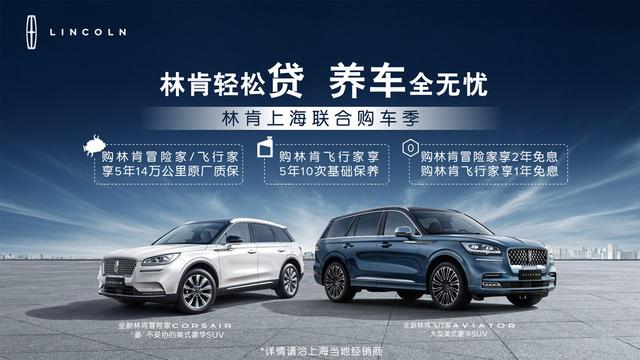 LINCOLN
林肯轻松贷 养车全无忧
林肯上海联合购车季
购林肯冒险家/飞行家
享5年14万公里原厂质保
购林肯飞行家享
5年10次基础保养
0
购林肯冒险家享2年免息
购林肯飞行家享1年免息
CORSAIR
AVIATOR
全新林肯冒险家CORSAIR
“豪”不妥协的美式豪华SUV
全新林肯飞行家AVIATOR
大型美式豪华SUV
*详情请洽上海当地经销商